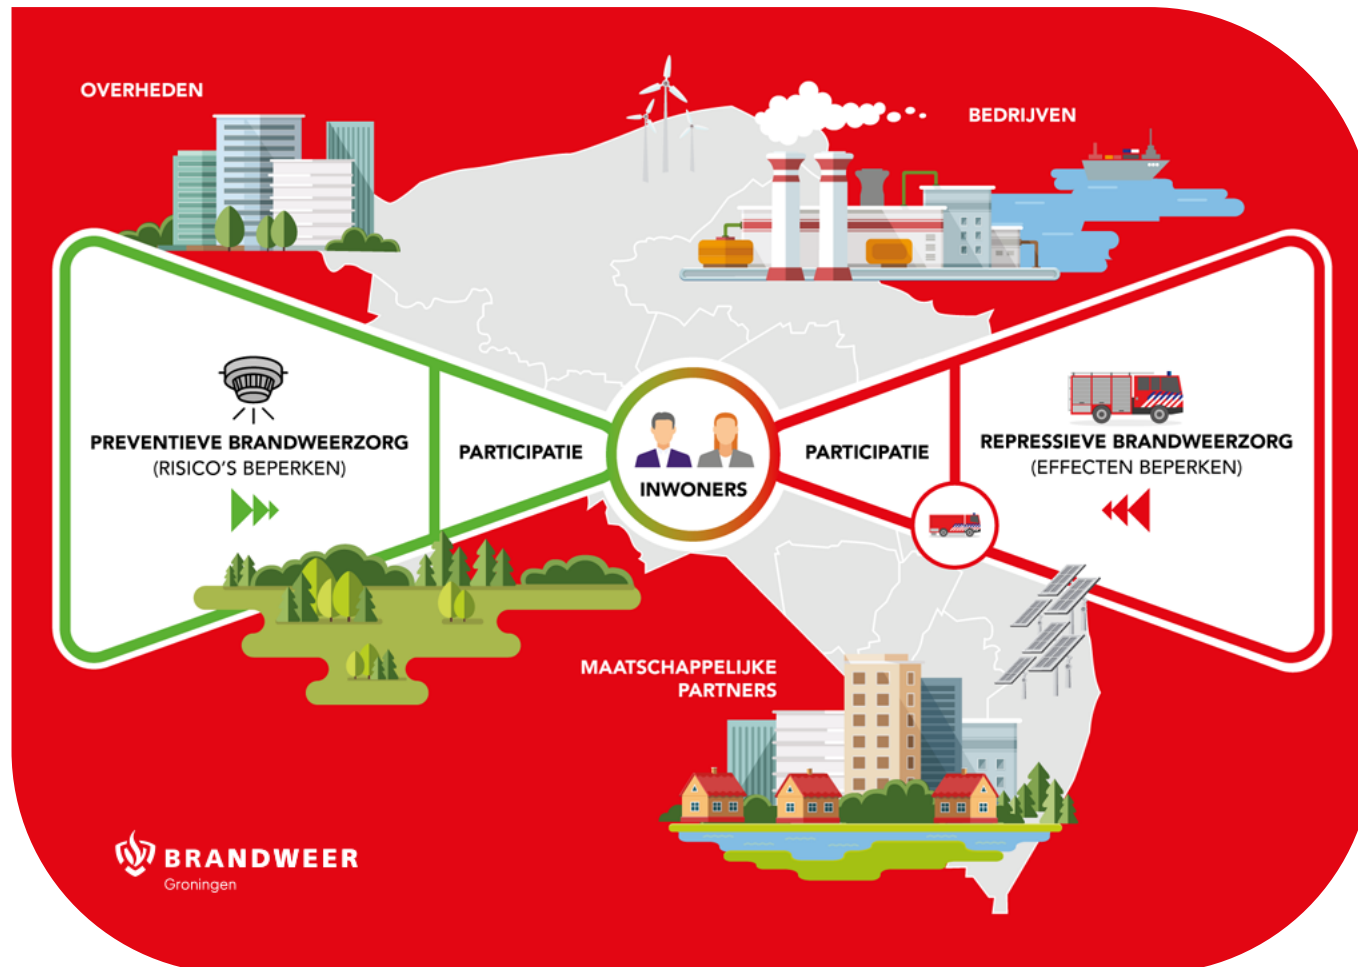 OVERHEDEN
BEDRIJVEN
PREVENTIEVE BRANDWEERZORG
(RISICO'S BEPERKEN)
PARTICIPATIE
INWONERS
PARTICIPATIE
REPRESSIEVE BRANDWEERZORG
(EFFECTEN BEPERKEN)
MAATSCHAPPELIJKE
PARTNERS
BRANDWEER
Groningen